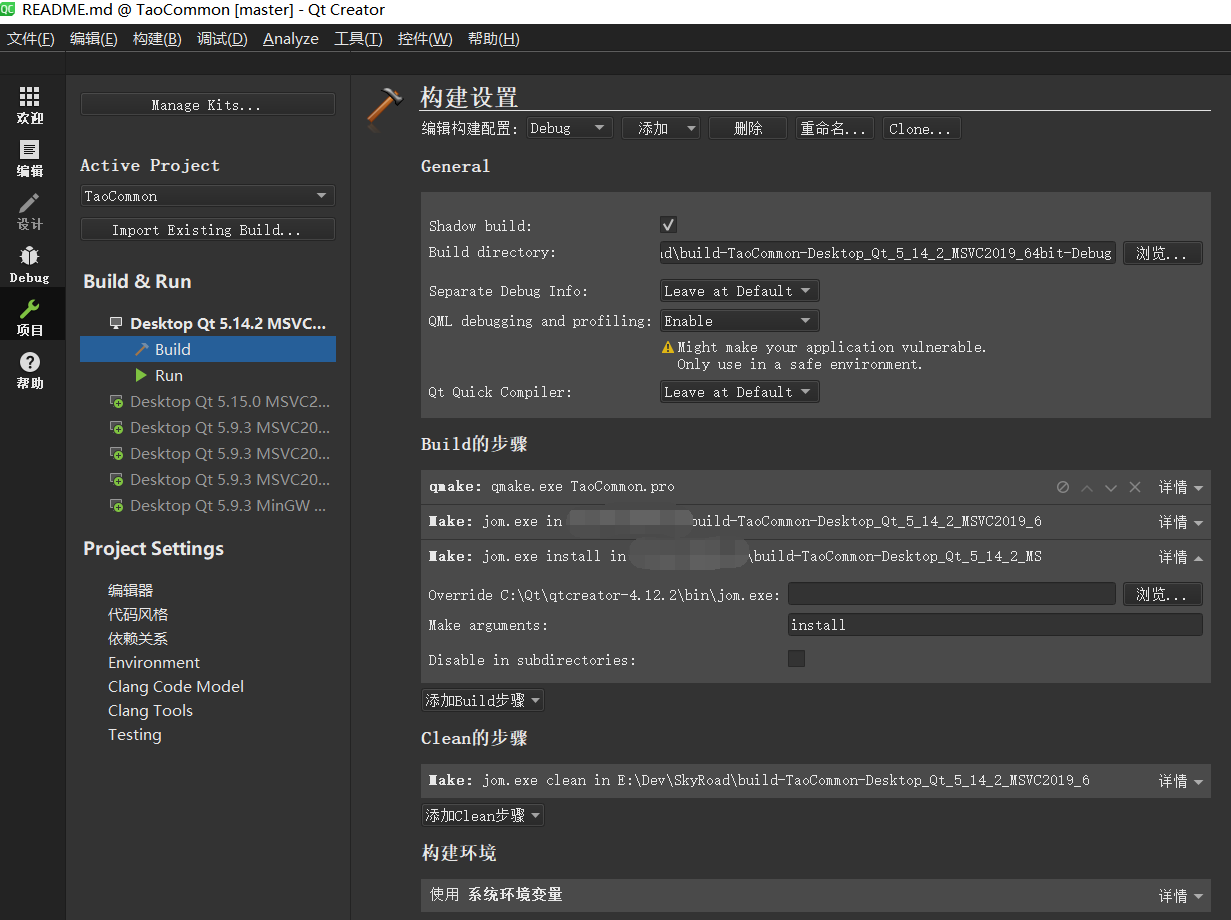 QC README.md @ TaoCommon [master] - Qt Creator
文件(F) 编辑(E) 构建(B) 调试(D) Analyze 工具(T) 控件(W) 帮助(H)
欢迎
编辑
设计
Debug
项目
帮助
Manage Kits...
Active Project
TaoCommon
Import Existing Build...
Build & Run
Desktop Qt 5.14.2 MSVC...
Build
Run
Desktop Qt 5.15.0 MSVC2...
Desktop Qt 5.9.3 MSVC20...
Desktop Qt 5.9.3 MSVC20...
Desktop Qt 5.9.3 MSVC20...
Desktop Qt 5.9.3 MinGW ...
Project Settings
编辑器
代码风格
依赖关系
Environment
Clang Code Model
Clang Tools
Testing
构建设置
编辑构建配置: Debug 添加 删除 重命名... Clone...
General
Shadow build:
Build directory: d\build-TaoCommon-Desktop_Qt_5_14_2_MSVC2019_64bit-Debug 浏览...
Separate Debug Info: Leave at Default
QML debugging and profiling: Enable
Might make your application vulnerable.
Only use in a safe environment.
Qt Quick Compiler: Leave at Default
Build的步骤
qmake: qmake.exe TaoCommon.pro 详情
Make: jom.exe in build-TaoCommon-Desktop_Qt_5_14_2_MSVC2019_6 详情
Make: jom.exe install in \build-TaoCommon-Desktop_Qt_5_14_2_MS 详情
Override C:\Qt\qtcreator-4.12.2\bin\jom.exe: 浏览...
Make arguments: install
Disable in subdirectories:
添加Build步骤
Clean的步骤
Make: jom.exe clean in E:\Dev\SkyRoad\build-TaoCommon-Desktop_Qt_5_14_2_MSVC2019_6 详情
添加Clean步骤
构建环境
使用 系统环境变量 详情